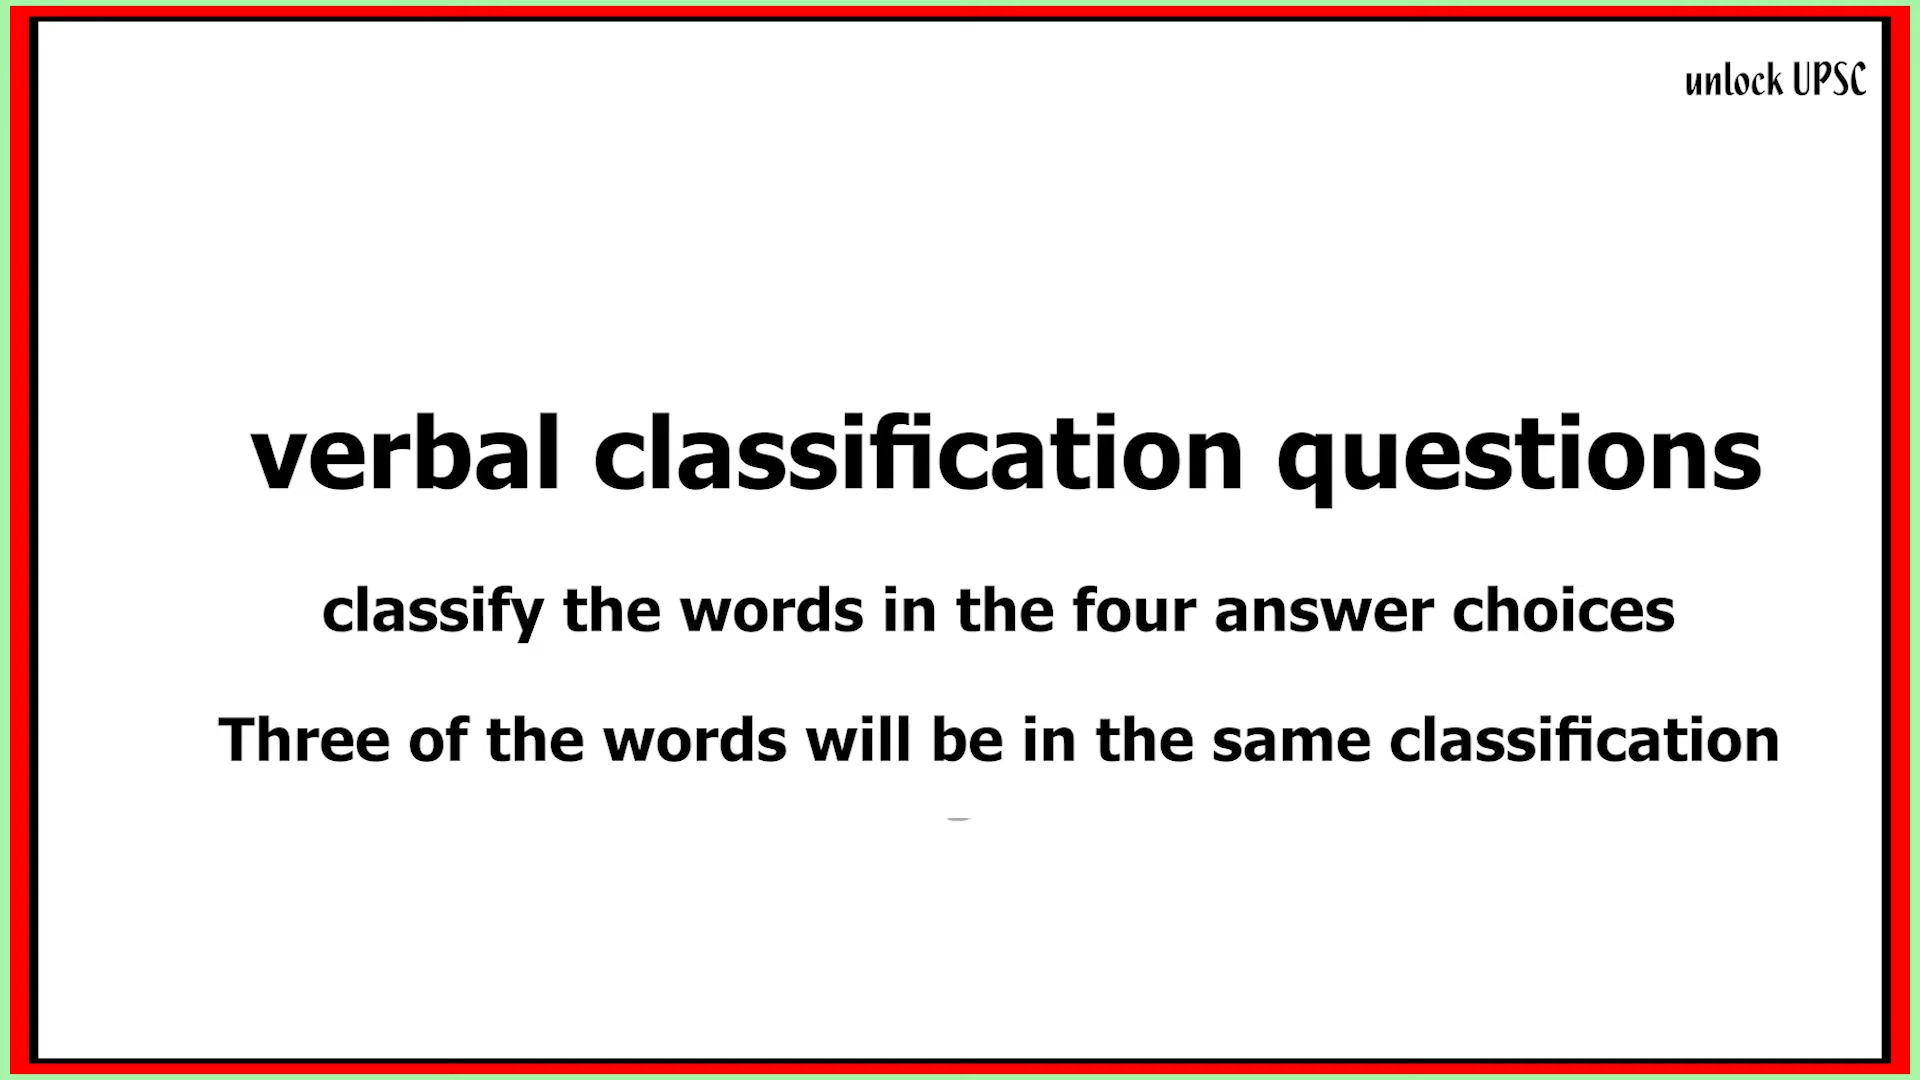 unlock UPSC
verbal classification questions
classify the words in the four answer choices
Three of the words will be in the same classification